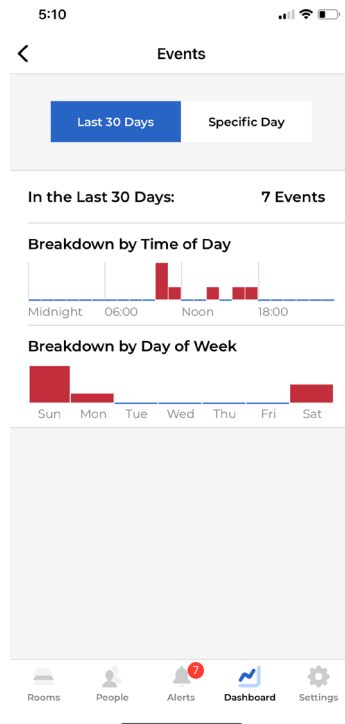 5:10
Events
Last 30 Days Specific Day
In the Last 30 Days: 7 Events
Breakdown by Time of Day
Midnight 06:00 Noon 18:00
Breakdown by Day of Week
Sun Mon Tue Wed Thu Fri Sat
7
Rooms People Alerts Dashboard Settings